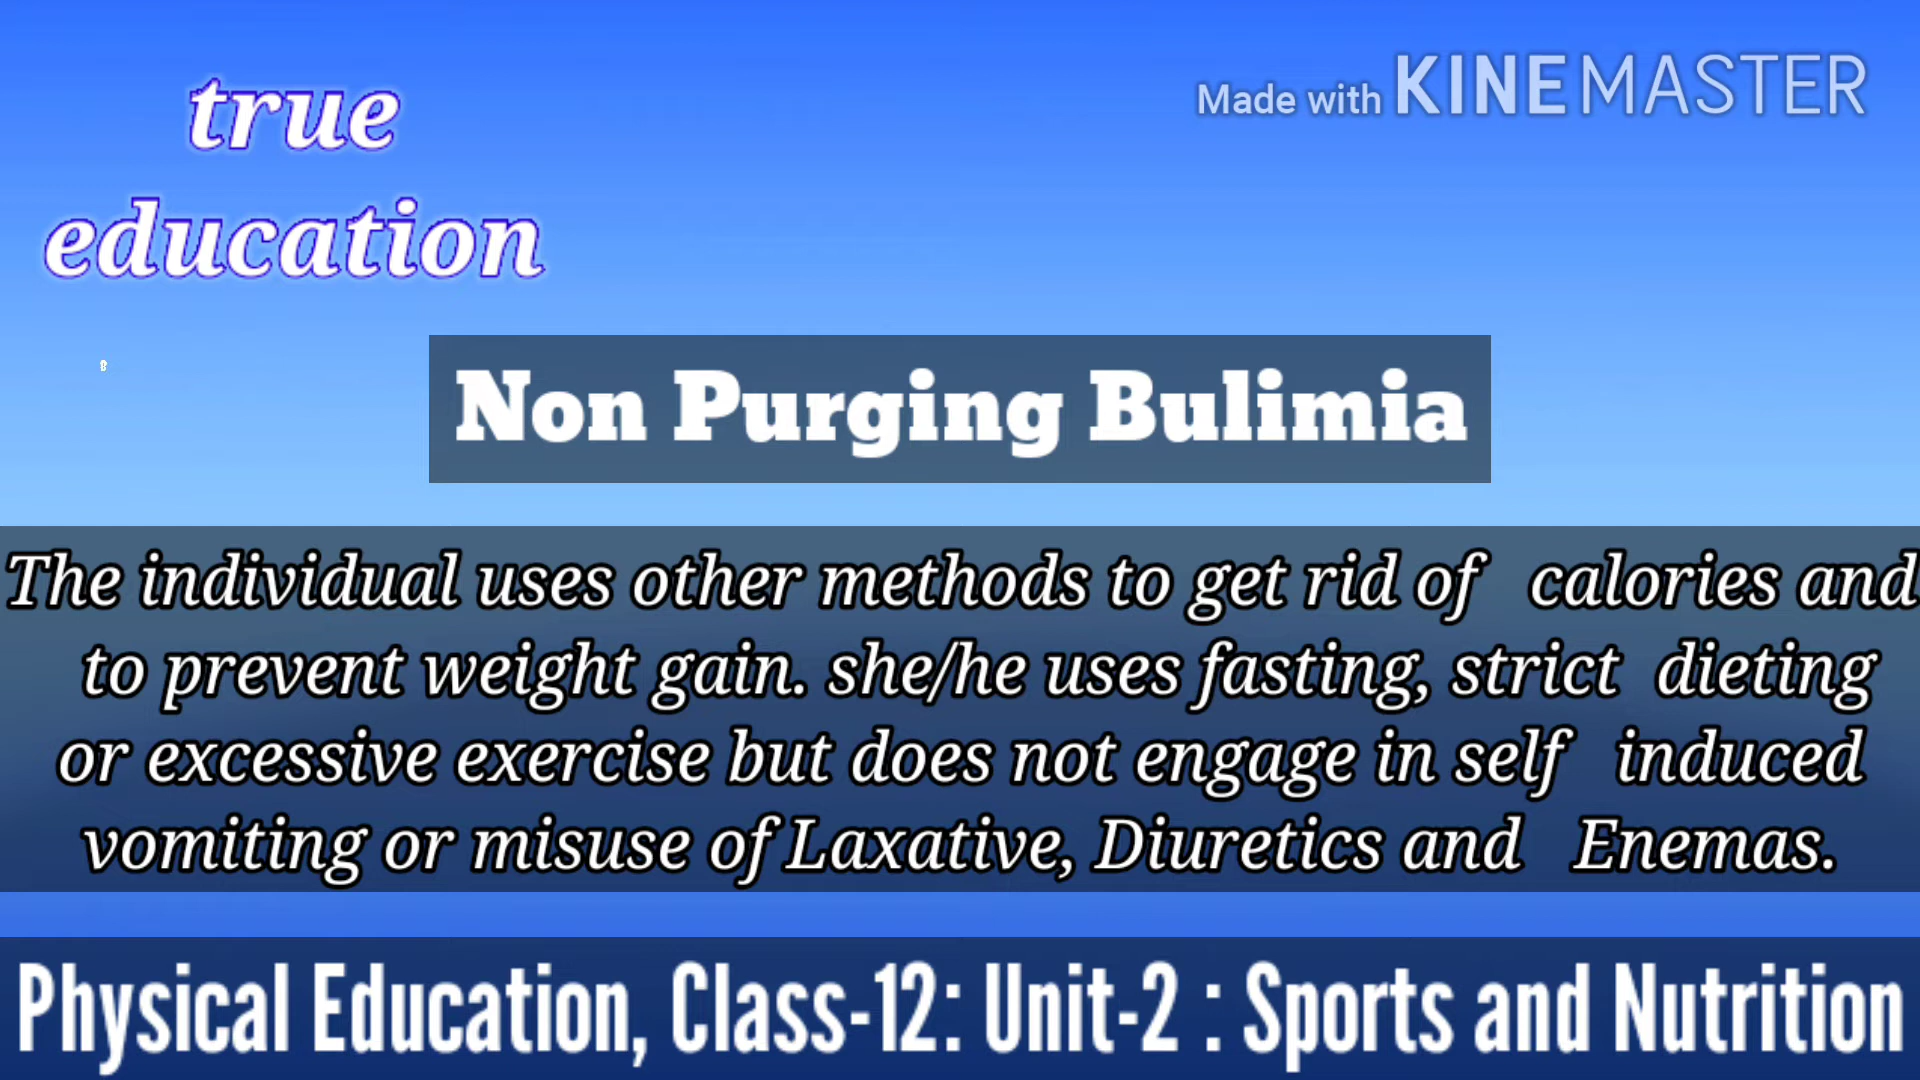 true
education
Made with KINEMASTER
Non Purging Bulimia
The individual uses other methods to get rid of calories and
to prevent weight gain. she/he uses fasting, strict dieting
or excessive exercise but does not engage in self induced
vomiting or misuse of Laxative, Diuretics and Enemas.
Physical Education, Class-12: Unit-2 : Sports and Nutrition